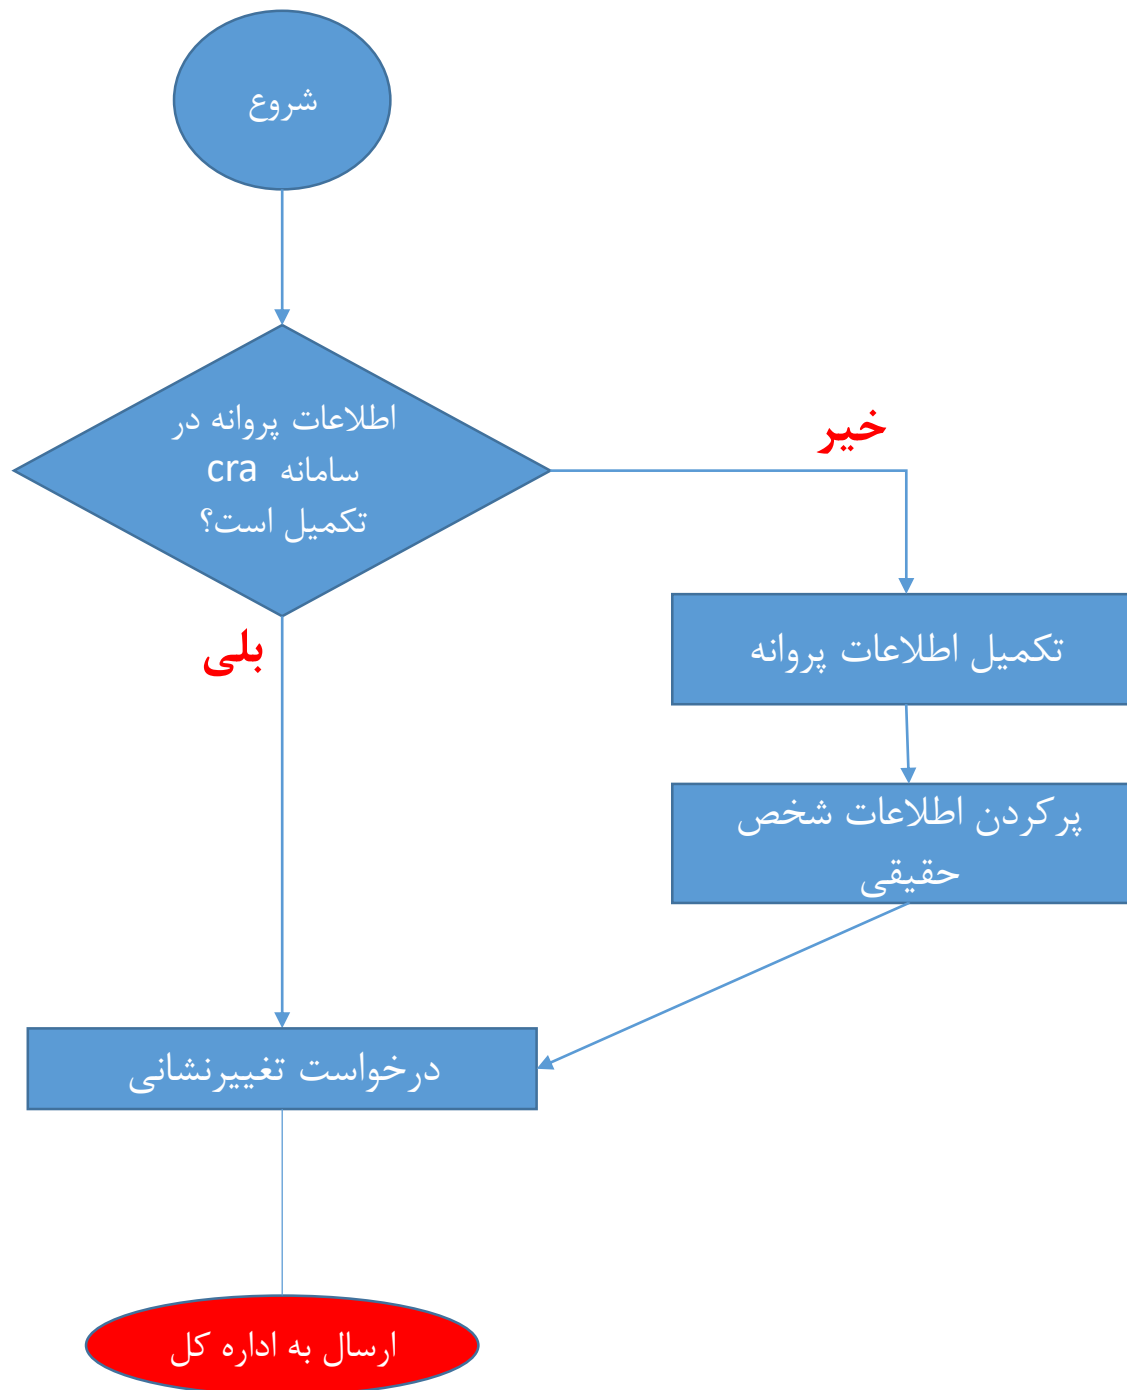 شروع
اطلاعات پروانه در
سامانه cra
تکمیل است؟
خیر
بلی
تکمیل اطلاعات پروانه
پرکردن اطلاعات شخص
حقیقی
درخواست تغییرنشانی
ارسال به اداره کل